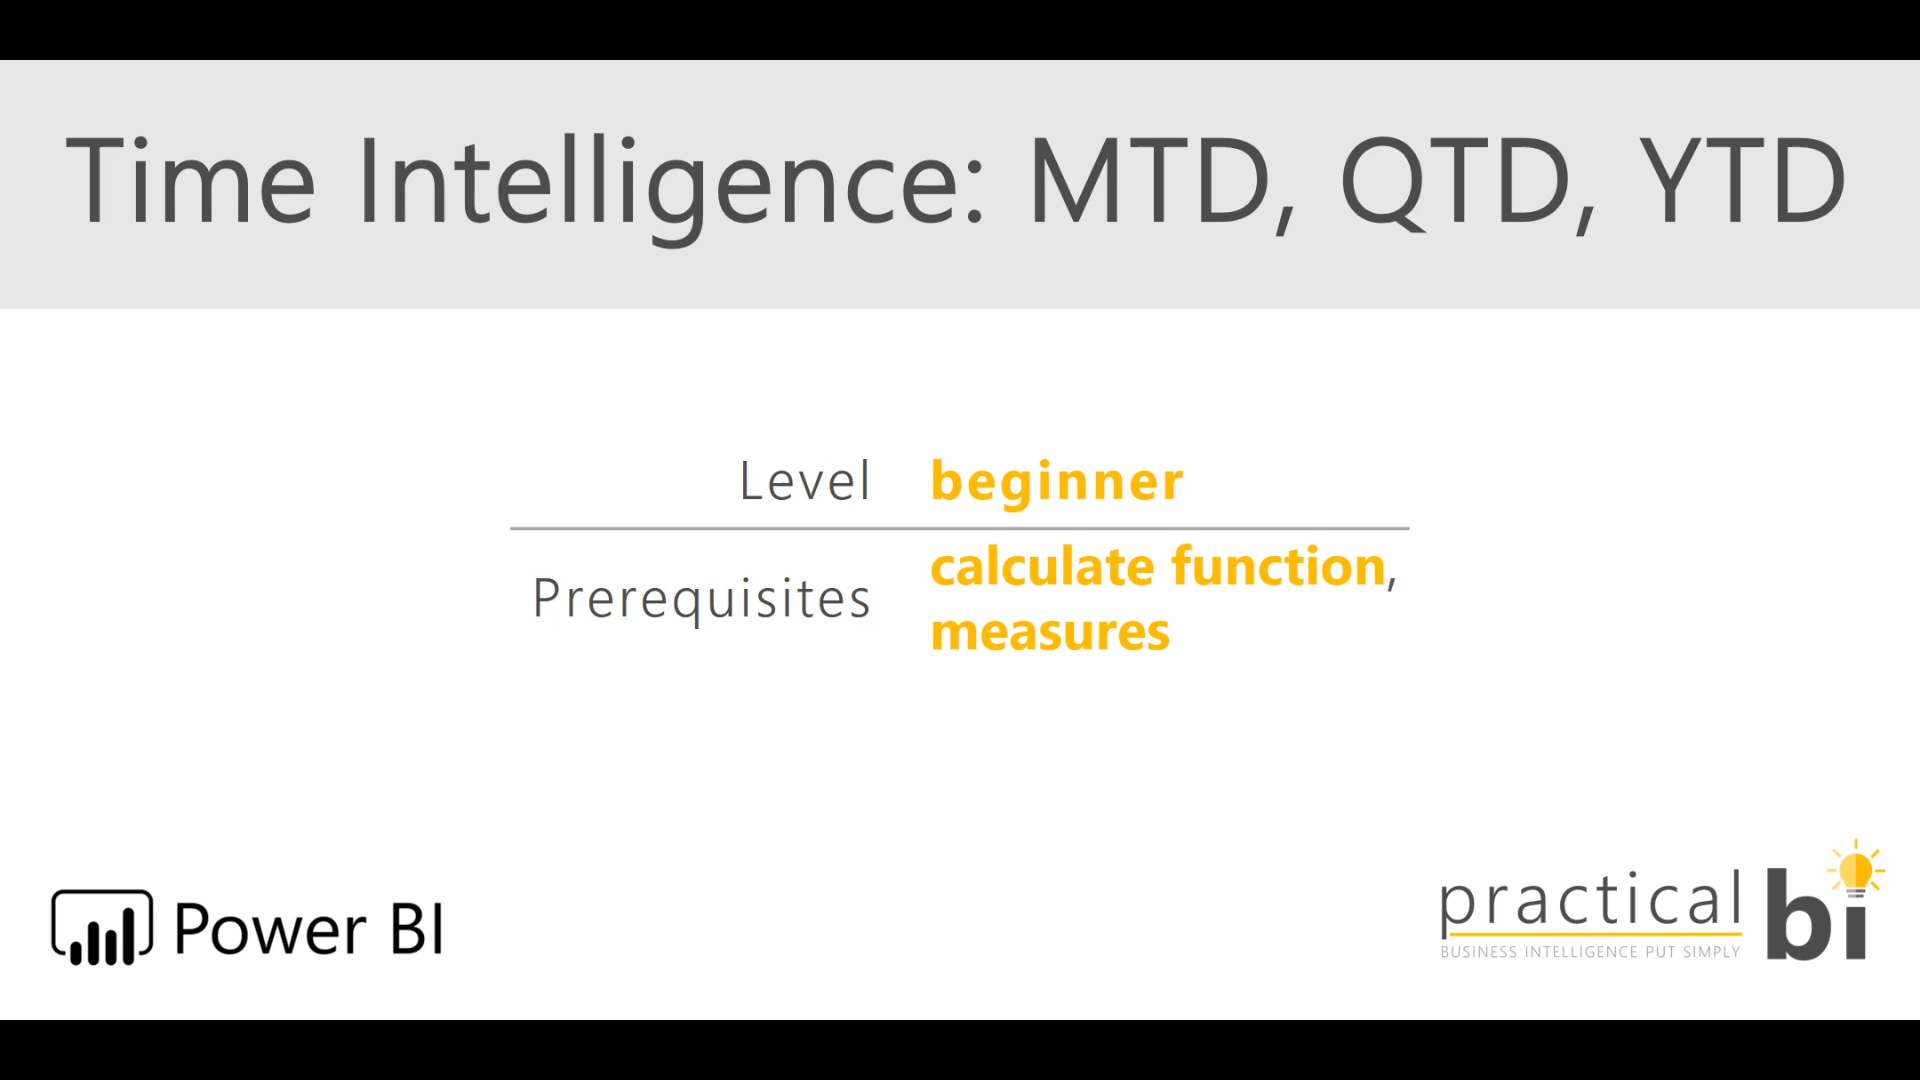 Time Intelligence: MTD, QTD, YTD
Level beginner
Prerequisites calculate function,
measures
Power BI
practical bi
BUSINESS INTELLIGENCE PUT SIMPLY